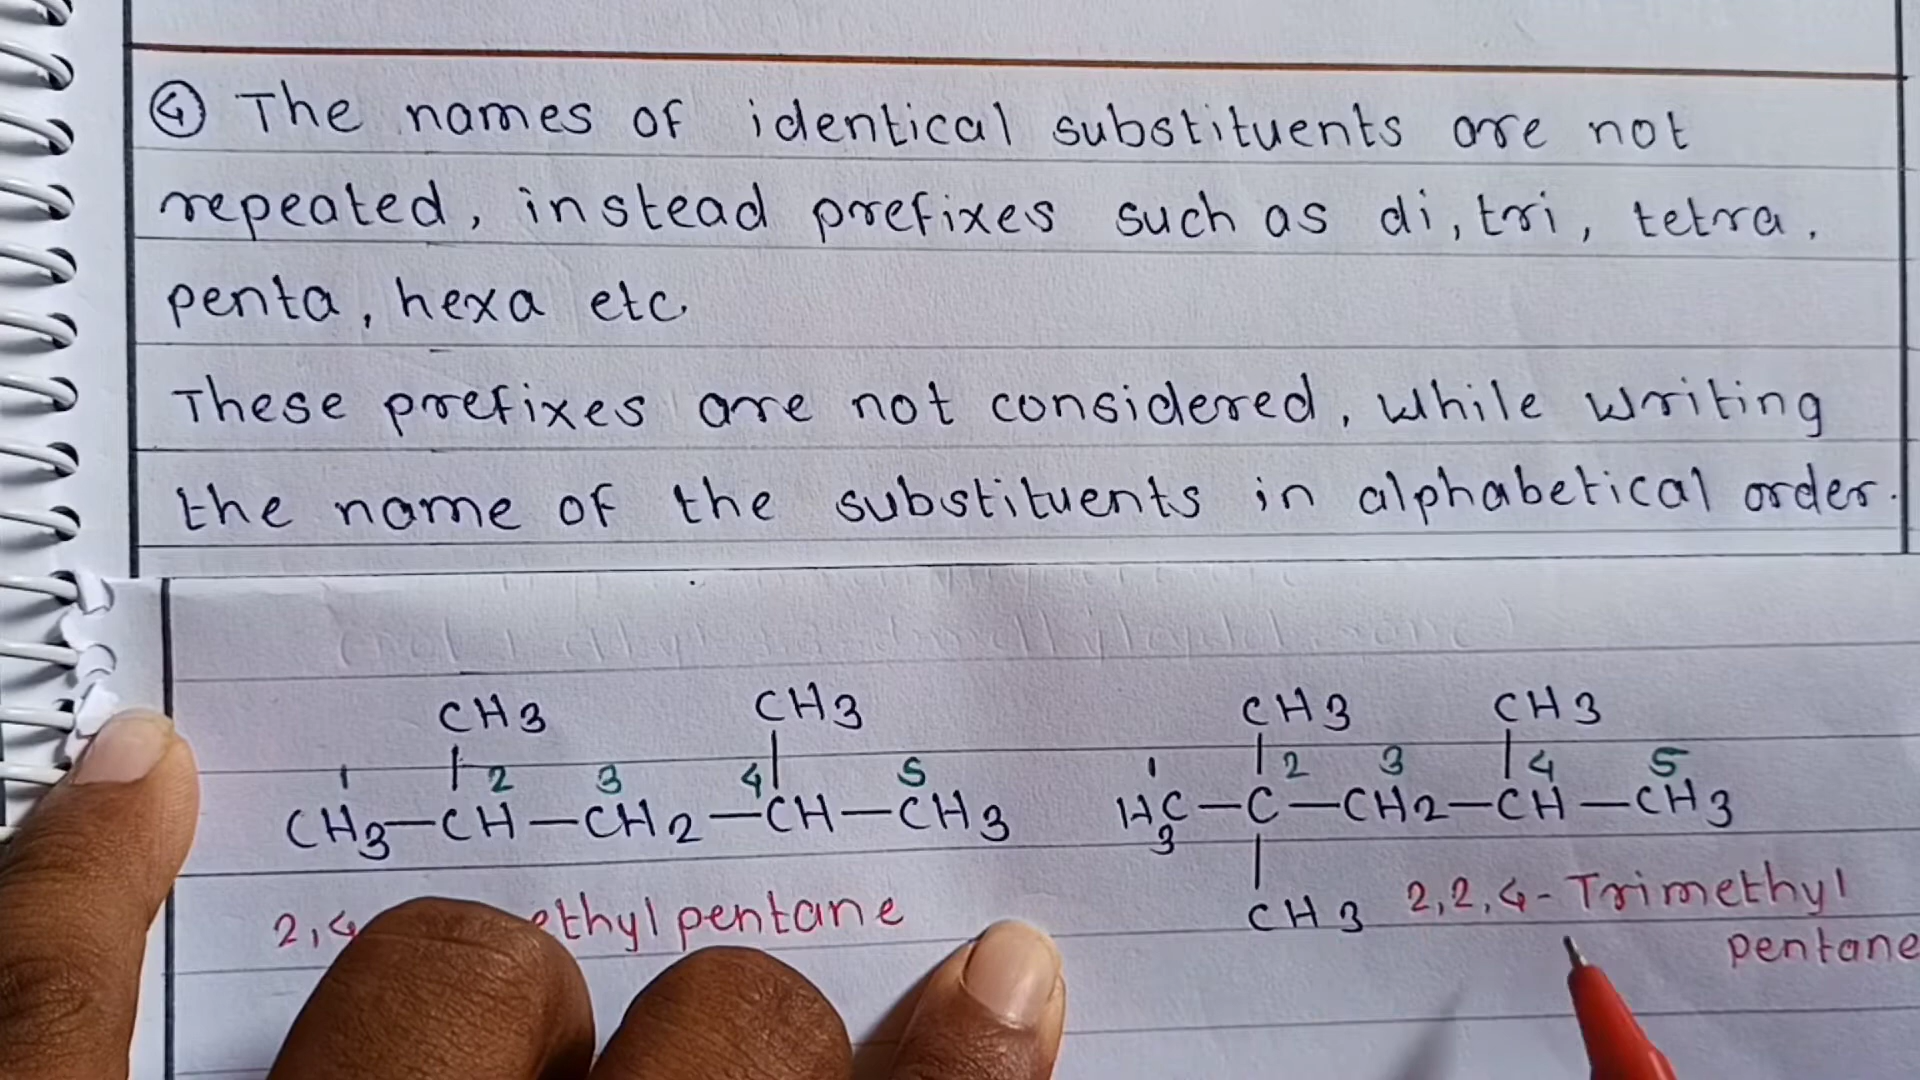 ④ The names of identical substituents are not
repeated, instead prefixes such as di, tri, tetra,
penta, hexa etc.
These prefixes are not considered, while writing
the name of the substituents in alphabetical order.
CH3 CH3
1 2 3 4 5
CH3—CH—CH2—CH—CH3
2,4 ethylpentane
CH3 CH3
1 2 3 4 5
H3C—C—CH2—CH—CH3
CH3 2,2,4-Trimethyl
pentane